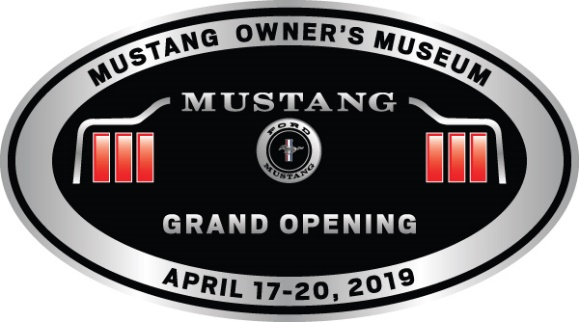 MUSTANG OWNER'S MUSEUM
MUSTANG
FORD
MUSTANG
GRAND OPENING
APRIL 17-20, 2019